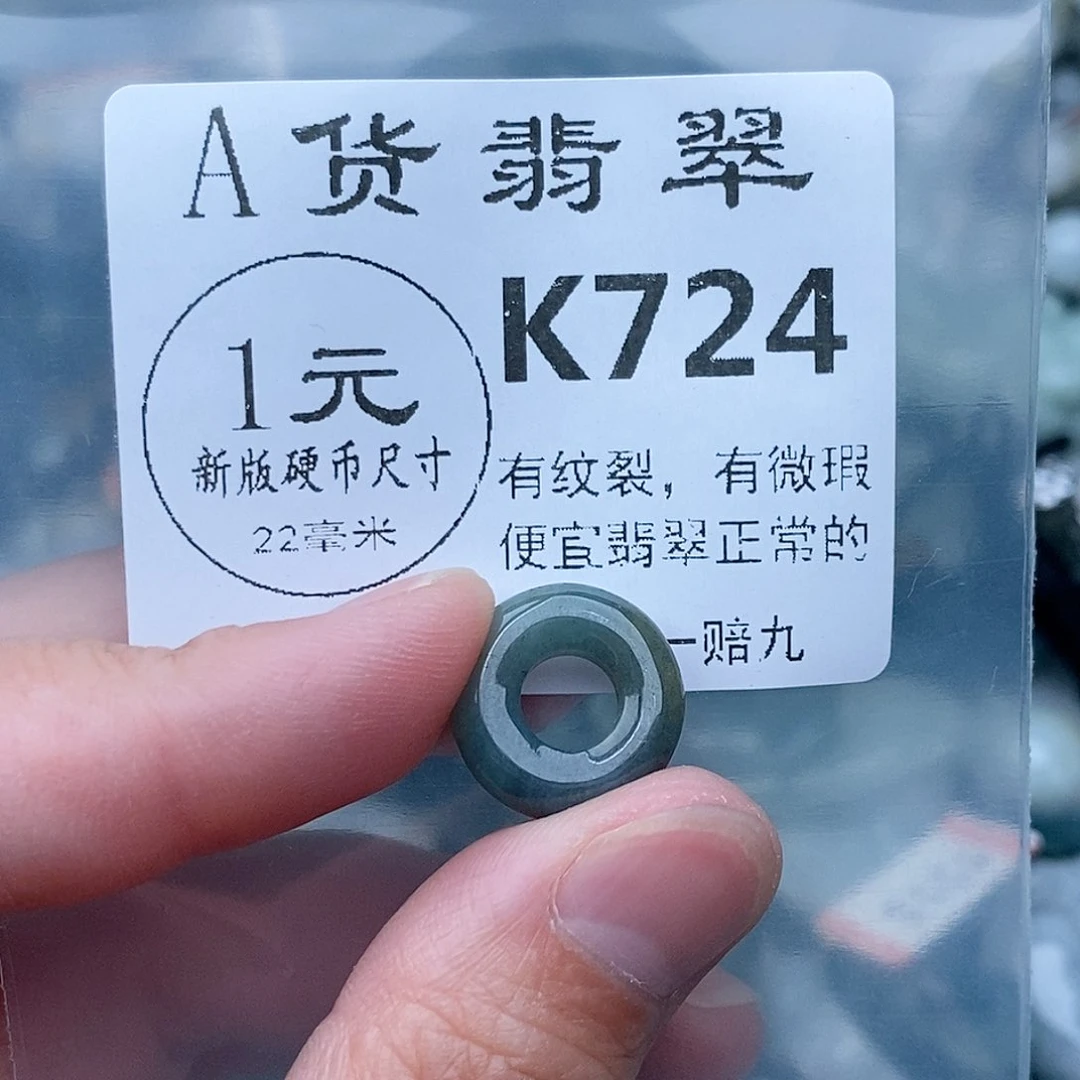 A货翡翠
1元
新版硬币尺寸
22毫米
K724
有纹裂，有微瑕
便宜翡翠正常的
一赔九